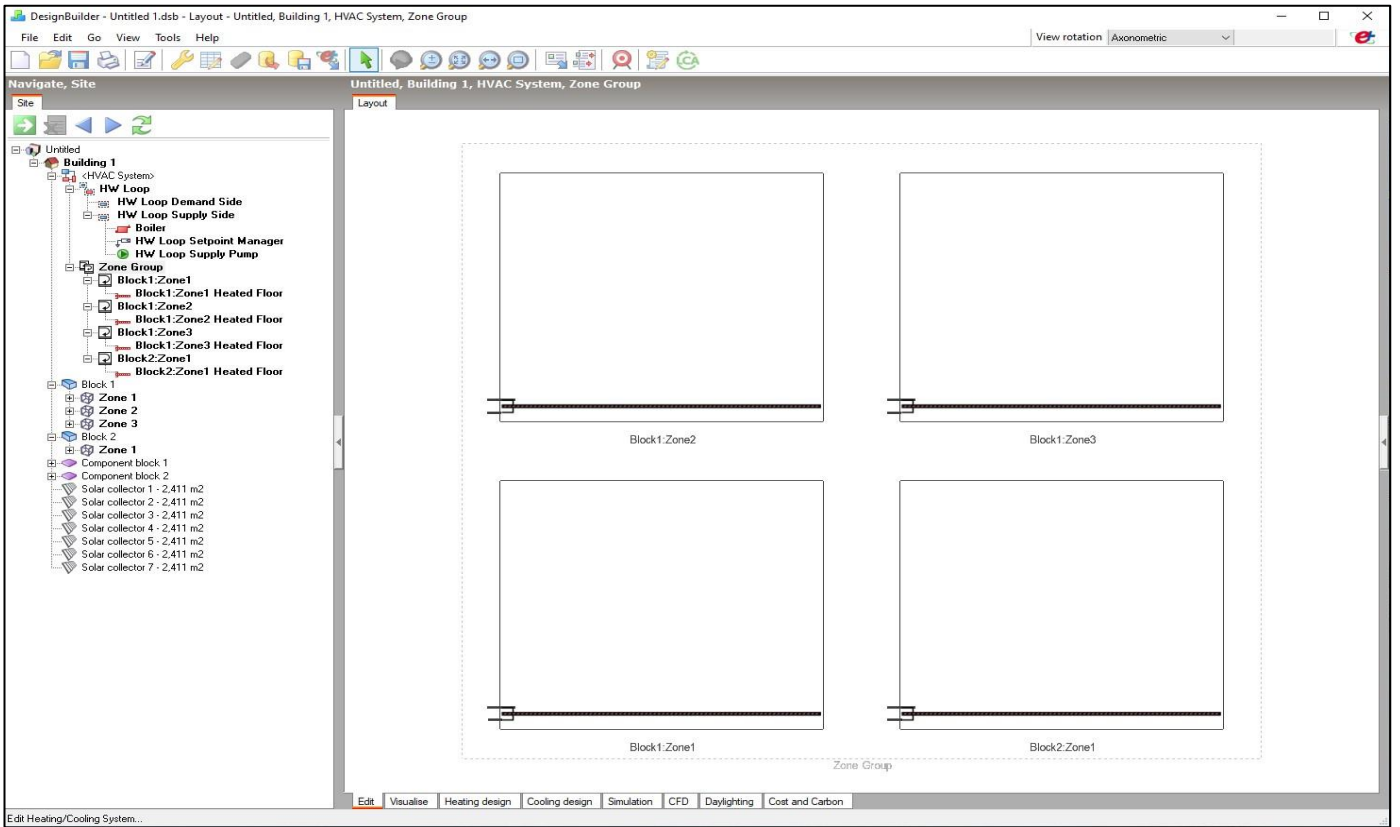 DesignBuilder - Untitled 1.dsb - Layout - Untitled, Building 1, HVAC System, Zone Group
File Edit Go View Tools Help
View rotation Axonometric
Navigate, Site
Site
Untitled
Building 1
<HVAC System>
HW Loop
HW Loop Demand Side
HW Loop Supply Side
Boiler
HW Loop Setpoint Manager
HW Loop Supply Pump
Zone Group
Block1:Zone1
Block1:Zone1 Heated Floor
Block1:Zone2
Block1:Zone2 Heated Floor
Block1:Zone3
Block1:Zone3 Heated Floor
Block2:Zone1
Block2:Zone1 Heated Floor
Block 1
Zone 1
Zone 2
Zone 3
Block 2
Zone 1
Component block 1
Component block 2
Solar collector 1 - 2,411 m2
Solar collector 2 - 2,411 m2
Solar collector 3 - 2,411 m2
Solar collector 4 - 2,411 m2
Solar collector 5 - 2,411 m2
Solar collector 6 - 2,411 m2
Solar collector 7 - 2,411 m2
Untitled, Building 1, HVAC System, Zone Group
Layout
Block1:Zone2 Block1:Zone3
Block1:Zone1 Block2:Zone1
Zone Group
Edit Visualise Heating design Cooling design Simulation CFD Daylighting Cost and Carbon
Edit Heating/Cooling System...